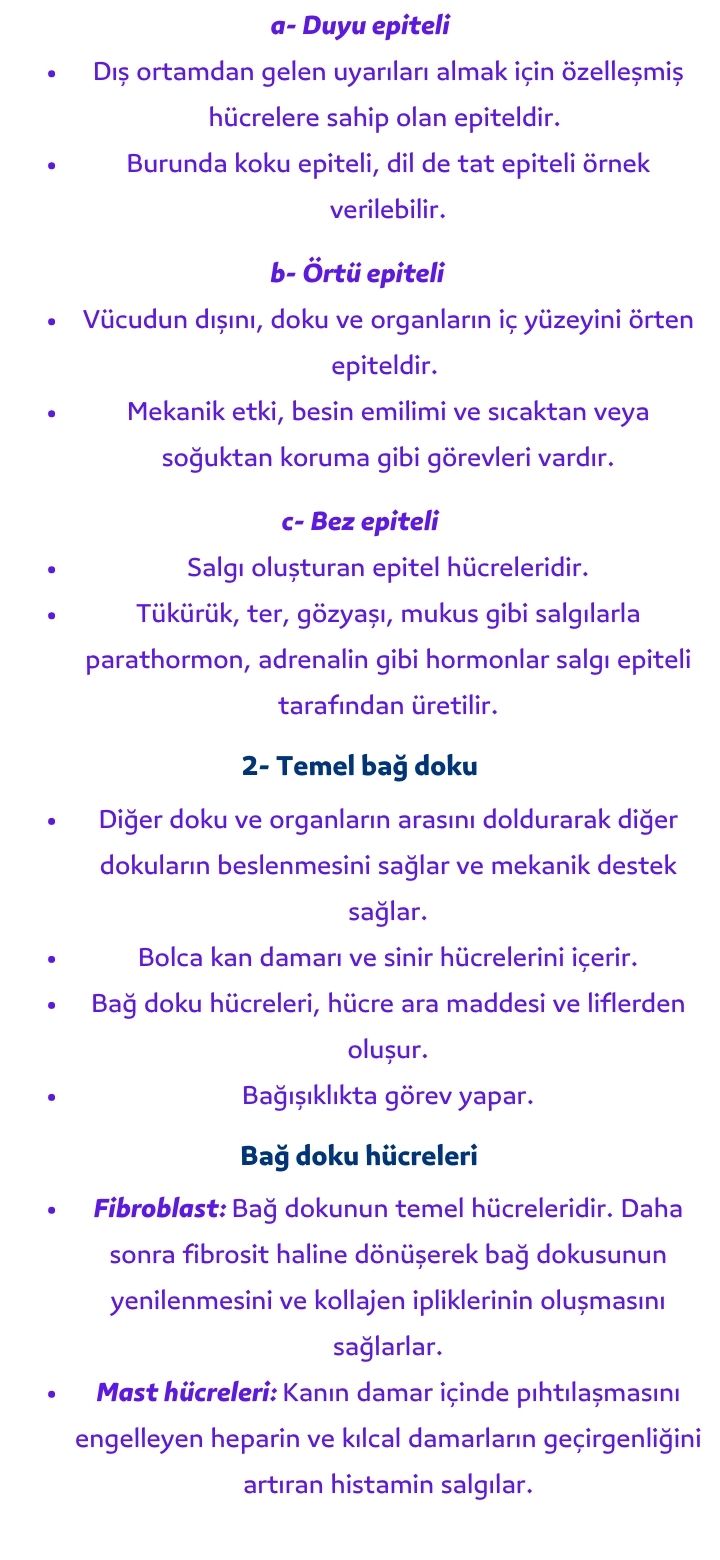 a- Duyu epiteli
• Dış ortamdan gelen uyarıları almak için özelleşmiş
hücrelere sahip olan epiteldir.
• Burunda koku epiteli, dil de tat epiteli örnek
verilebilir.
b- Örtü epiteli
• Vücudun dışını, doku ve organların iç yüzeyini örten
epiteldir.
• Mekanik etki, besin emilimi ve sıcaktan veya
soğuktan koruma gibi görevleri vardır.
c- Bez epiteli
• Salgı oluşturan epitel hücreleridir.
• Tükürük, ter, gözyaşı, mukus gibi salgılarla
parathormon, adrenalin gibi hormonlar salgı epiteli
tarafından üretilir.
2- Temel bağ doku
• Diğer doku ve organların arasını doldurarak diğer
dokuların beslenmesini sağlar ve mekanik destek
sağlar.
• Bolca kan damarı ve sinir hücrelerini içerir.
• Bağ doku hücreleri, hücre ara maddesi ve liflerden
oluşur.
• Bağışıklıkta görev yapar.
Bağ doku hücreleri
• Fibroblast: Bağ dokunun temel hücreleridir. Daha
sonra fibrosit haline dönüşerek bağ dokusunun
yenilenmesini ve kollajen ipliklerinin oluşmasını
sağlarlar.
• Mast hücreleri: Kanın damar içinde pıhtılaşmasını
engelleyen heparin ve kılcal damarların geçirgenliğini
artıran histamin salgılar.